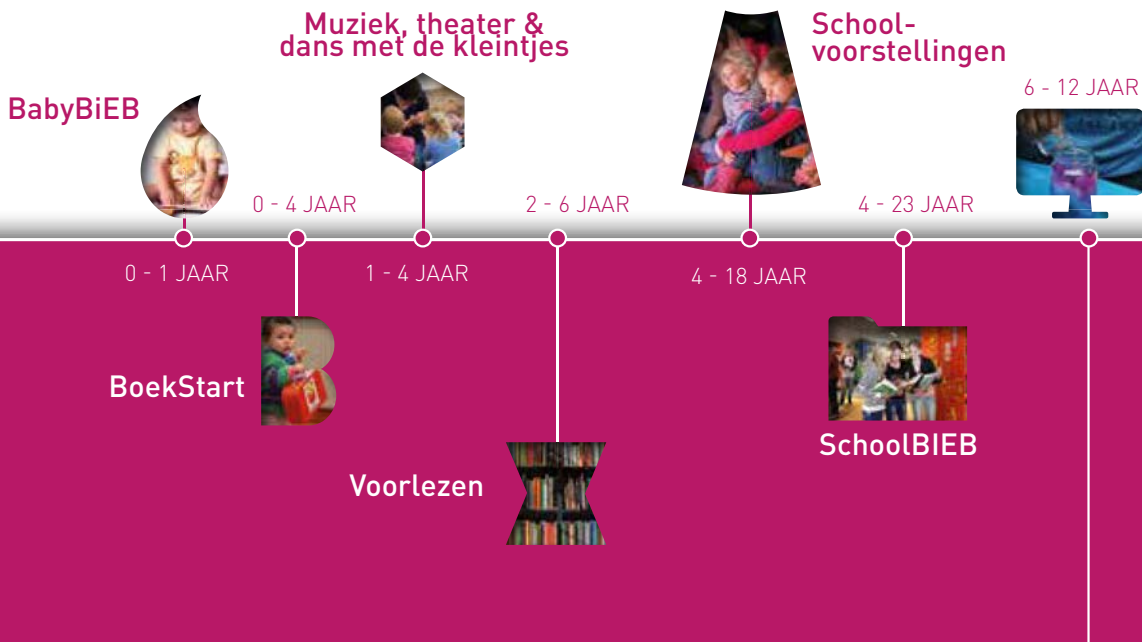 Muziek, theater &
dans met de kleintjes
School-
voorstellingen
6 - 12 JAAR
BabyBiEB
0 - 4 JAAR
2 - 6 JAAR
4 - 23 JAAR
0 - 1 JAAR
1 - 4 JAAR
4 - 18 JAAR
BoekStart
SchoolBIEB
Voorlezen